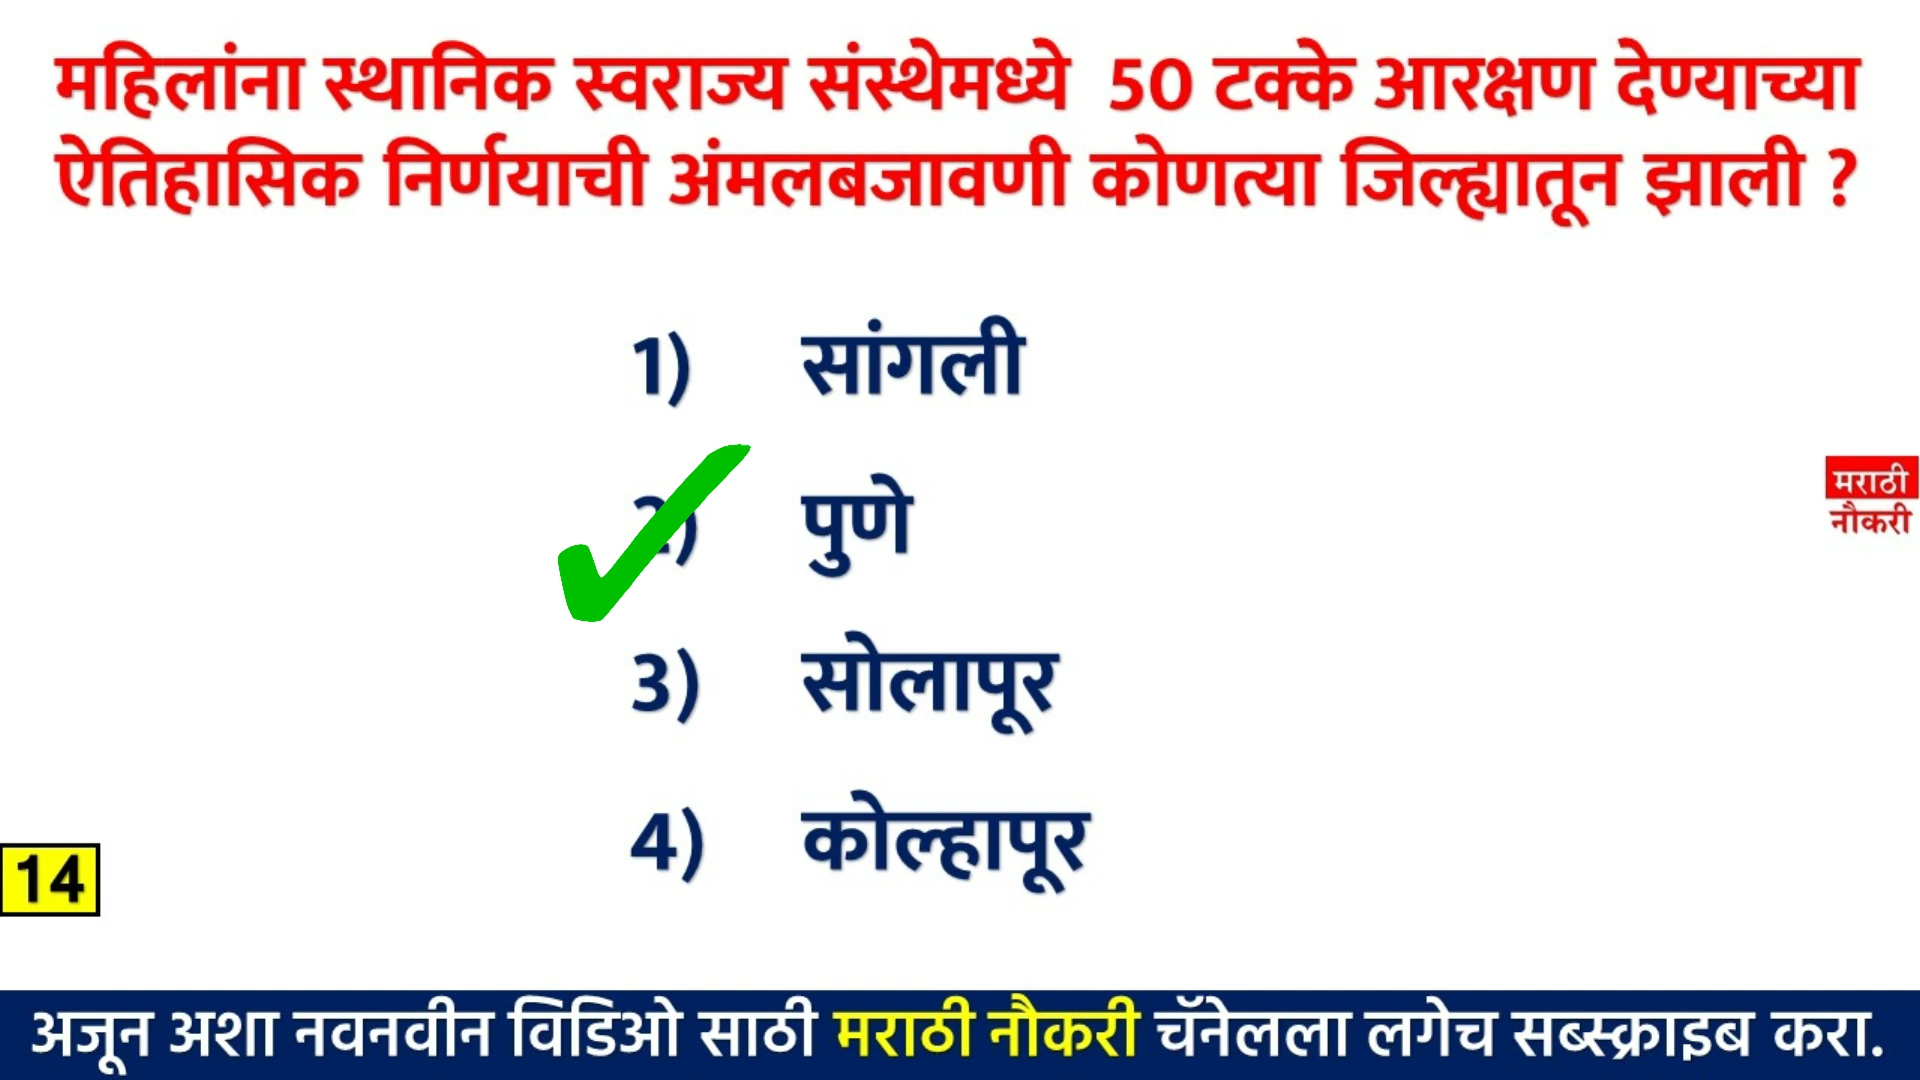 महिलांना स्थानिक स्वराज्य संस्थेमध्ये 50 टक्के आरक्षण देण्याच्या
ऐतिहासिक निर्णयाची अंमलबजावणी कोणत्या जिल्ह्यातून झाली ?
1) सांगली
2) पुणे
मराठी
नौकरी
3) सोलापूर
4) कोल्हापूर
14
अजून अशा नवनवीन विडिओ साठी मराठी नौकरी चॅनेलला लगेच सब्स्क्राइब करा.